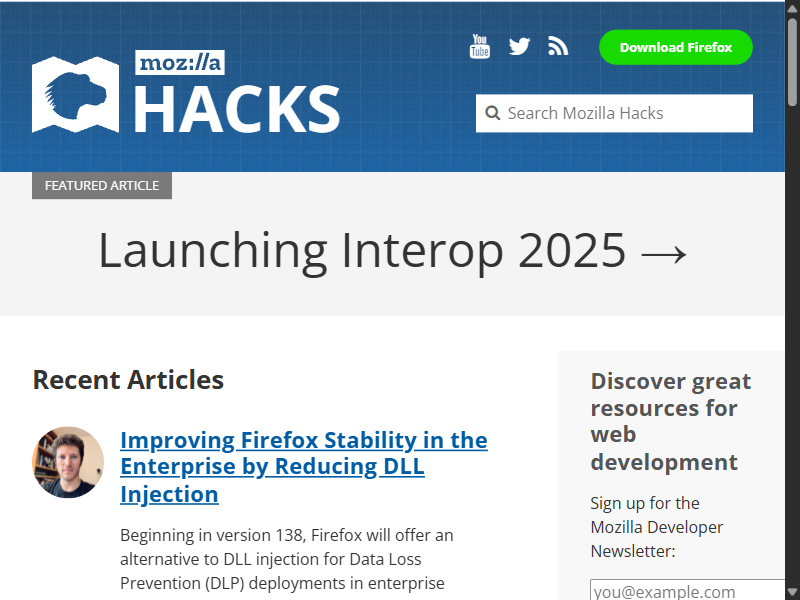 moz://a
HACKS
You
Tube
Download Firefox
Search Mozilla Hacks
FEATURED ARTICLE
Launching Interop 2025 →
Recent Articles
Improving Firefox Stability in the
Enterprise by Reducing DLL
Injection
Beginning in version 138, Firefox will offer an
alternative to DLL injection for Data Loss
Prevention (DLP) deployments in enterprise
Discover great
resources for
web
development
Sign up for the
Mozilla Developer
Newsletter:
you@example.com